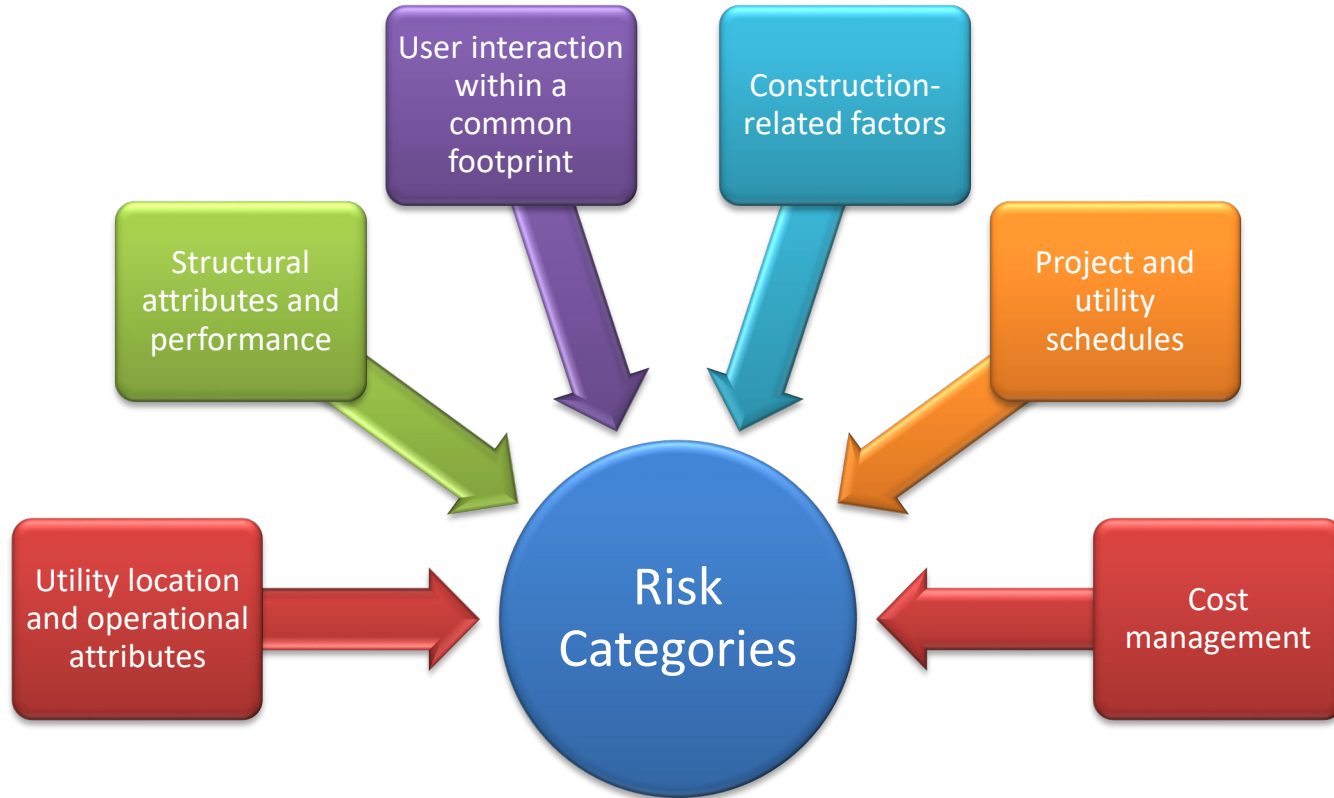 User interaction
within a
common
footprint
Construction-
related factors
Structural
attributes and
performance
Project and
utility
schedules
Utility location
and operational
attributes
Risk
Categories
Cost
management